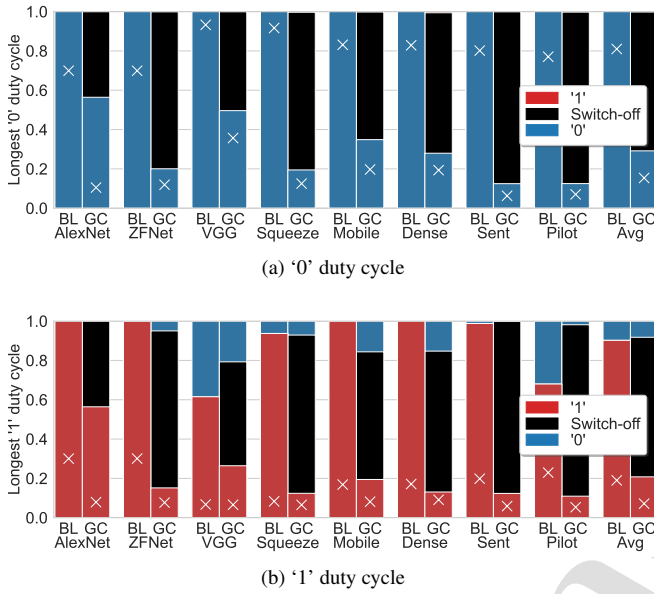 Longest '0' duty cycle
1.0
0.8
0.6
0.4
0.2
0.0
'1'
Switch-off
'0'
BL GC BL GC BL GC BL GC BL GC BL GC BL GC BL GC BL GC
AlexNet ZFNet VGG Squeeze Mobile Dense Sent Pilot Avg
(a) ‘0’ duty cycle
Longest '1' duty cycle
1.0
0.8
0.6
0.4
0.2
0.0
'1'
Switch-off
'0'
BL GC BL GC BL GC BL GC BL GC BL GC BL GC BL GC BL GC
AlexNet ZFNet VGG Squeeze Mobile Dense Sent Pilot Avg
(b) ‘1’ duty cycle